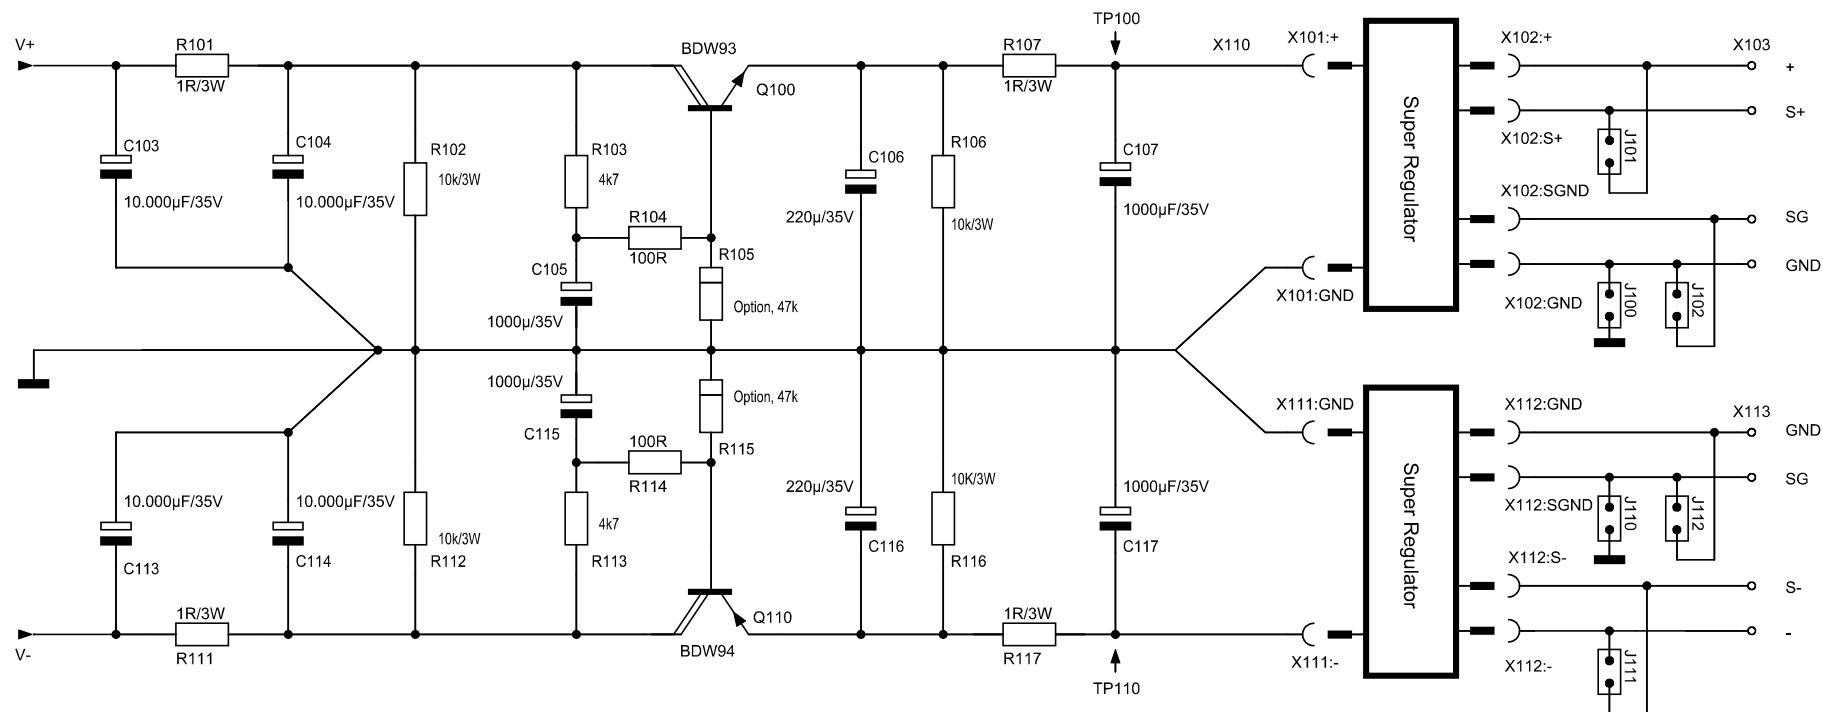 V+
R101
1R/3W
C103
10.000µF/35V
C104
10.000µF/35V
R102
10k/3W
R103
4k7
R104
100R
C105
1000µ/35V
BDW93
Q100
R105
Option, 47k
C106
220µ/35V
R106
10k/3W
R107
1R/3W
TP100
C107
1000µF/35V
X110
X101:+
X101:GND
Super Regulator
X102:+
X102:S+
X102:SGND
X102:GND
J101
J100
J102
X103
+
S+
SG
GND
1000µ/35V
C115
Option, 47k
R115
100R
R114
10.000µF/35V
C113
10.000µF/35V
C114
10k/3W
R112
4k7
R113
220µ/35V
C116
10K/3W
R116
1000µF/35V
C117
V-
1R/3W
R111
BDW94
Q110
1R/3W
R117
TP110
X111:GND
X111:-
Super Regulator
X112:GND
X112:SGND
X112:S-
X112:-
J110
J112
J111
X113
GND
SG
S-
-